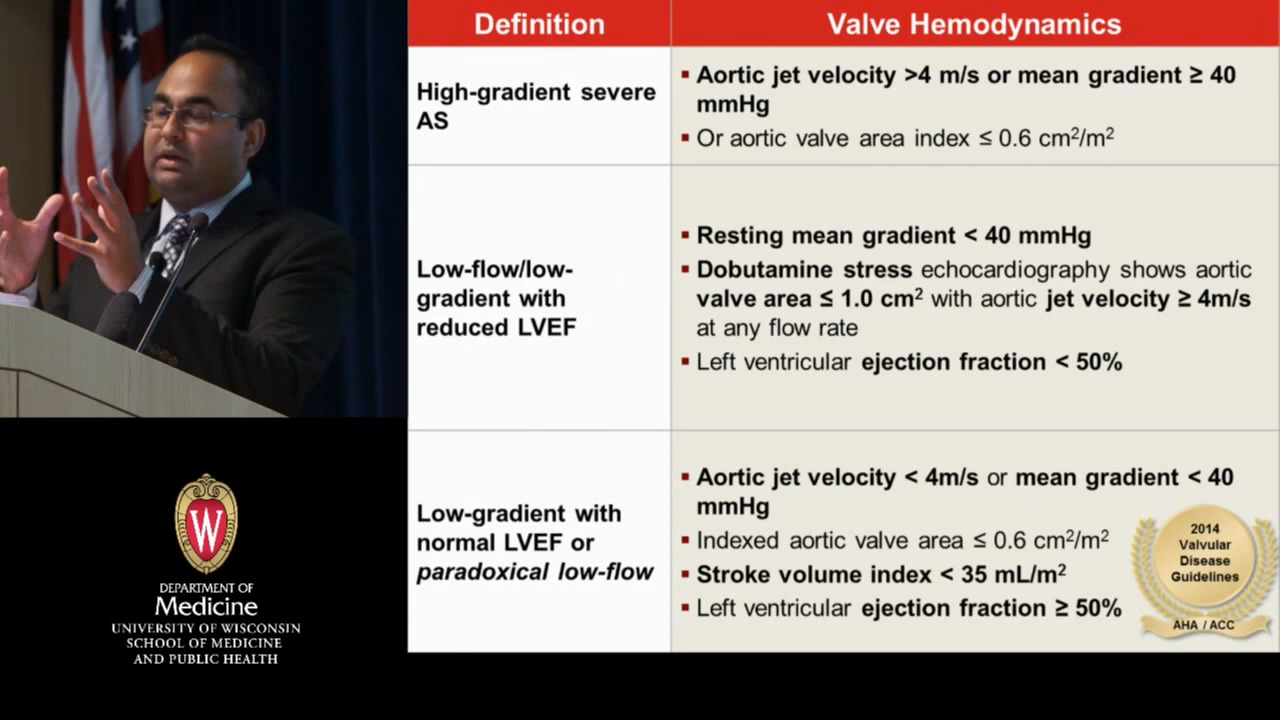 Definition
Valve Hemodynamics
High-gradient severe
AS
▪ Aortic jet velocity >4 m/s or mean gradient ≥ 40
mmHg
▪ Or aortic valve area index ≤ 0.6 cm²/m²
Low-flow/low-
gradient with
reduced LVEF
▪ Resting mean gradient < 40 mmHg
▪ Dobutamine stress echocardiography shows aortic
valve area ≤ 1.0 cm² with aortic jet velocity ≥ 4m/s
at any flow rate
▪ Left ventricular ejection fraction < 50%
Low-gradient with
normal LVEF or
paradoxical low-flow
▪ Aortic jet velocity < 4m/s or mean gradient < 40
mmHg
▪ Indexed aortic valve area ≤ 0.6 cm²/m²
▪ Stroke volume index < 35 mL/m²
▪ Left ventricular ejection fraction ≥ 50%
2014
Valvular
Disease
Guidelines
AHA / ACC
W
DEPARTMENT OF
Medicine
UNIVERSITY OF WISCONSIN
SCHOOL OF MEDICINE
AND PUBLIC HEALTH